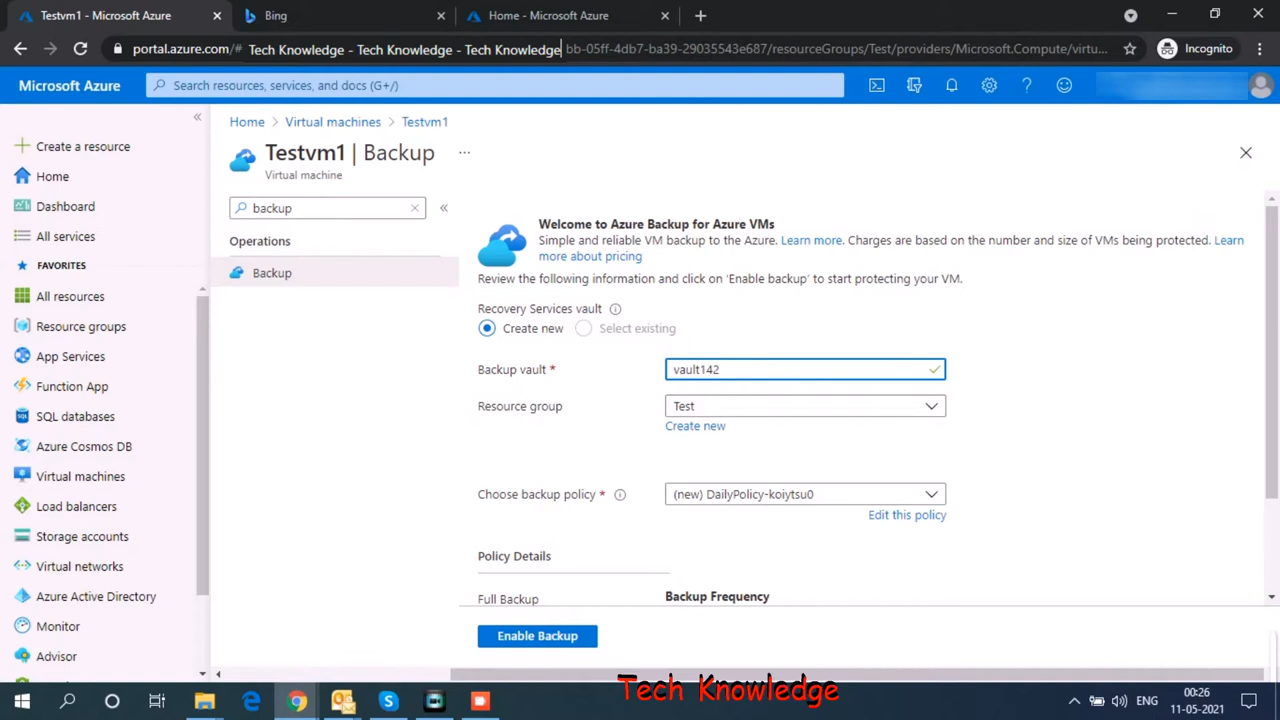 Testvm1 - Microsoft Azure
Bing
Home - Microsoft Azure
portal.azure.com/# Tech Knowledge - Tech Knowledge - Tech Knowledge bb-05ff-4db7-ba39-29035543e687/resourceGroups/Test/providers/Microsoft.Compute/virtu...
Incognito
Microsoft Azure
Search resources, services, and docs (G+/)
Create a resource
Home
Dashboard
All services
FAVORITES
All resources
Resource groups
App Services
Function App
SQL databases
Azure Cosmos DB
Virtual machines
Load balancers
Storage accounts
Virtual networks
Azure Active Directory
Monitor
Advisor
Home > Virtual machines > Testvm1
Testvm1 | Backup ...
Virtual machine
backup
Operations
Backup
Welcome to Azure Backup for Azure VMs
Simple and reliable VM backup to the Azure. Learn more. Charges are based on the number and size of VMs being protected. Learn
more about pricing
Review the following information and click on 'Enable backup' to start protecting your VM.
Recovery Services vault
Create new Select existing
Backup vault * vault142
Resource group Test
Create new
Choose backup policy * (new) DailyPolicy-koiytsu0
Edit this policy
Policy Details
Full Backup Backup Frequency
Enable Backup
Tech Knowledge
ENG
00:26
11-05-2021